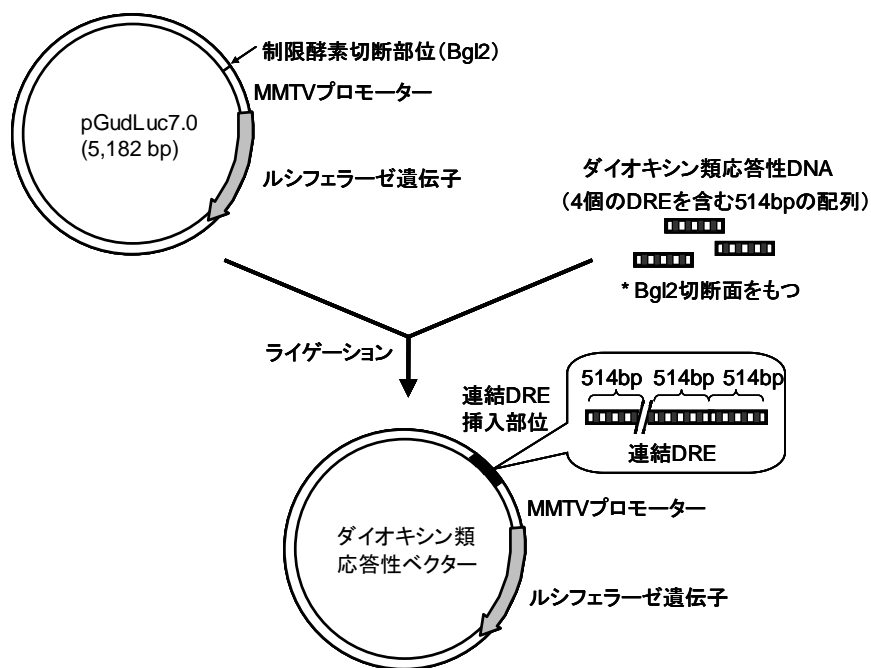 制限酵素切断部位(Bgl2)
MMTVプロモーター
pGudLuc7.0
(5,182 bp)
ルシフェラーゼ遺伝子
ダイオキシン類応答性DNA
(4個のDREを含む514bpの配列)
* Bgl2切断面をもつ
ライゲーション
連結DRE
挿入部位
514bp 514bp 514bp
連結DRE
MMTVプロモーター
ダイオキシン類
応答性ベクター
ルシフェラーゼ遺伝子